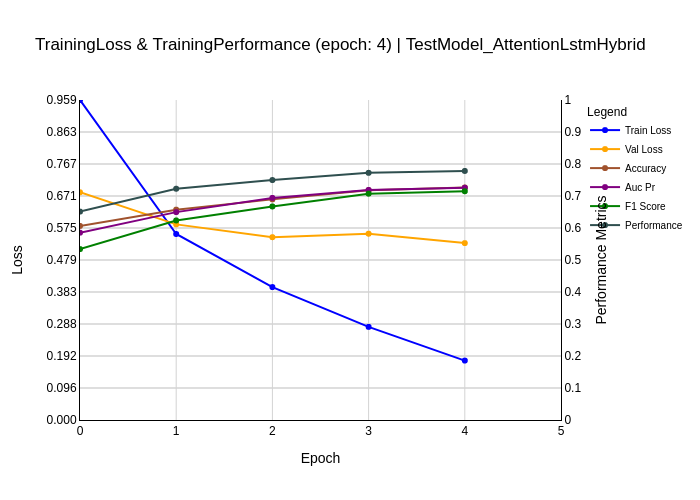 TrainingLoss & TrainingPerformance (epoch: 4) | TestModel_AttentionLstmHybrid
0.959
0.863
0.767
0.671
0.575
0.479
0.383
0.288
0.192
0.096
0.000
Loss
0
1
2
3
4
5
Epoch
1
0.9
0.8
0.7
0.6
0.5
0.4
0.3
0.2
0.1
0
Performance Metrics
Legend
Train Loss
Val Loss
Accuracy
Auc Pr
F1 Score
Performance